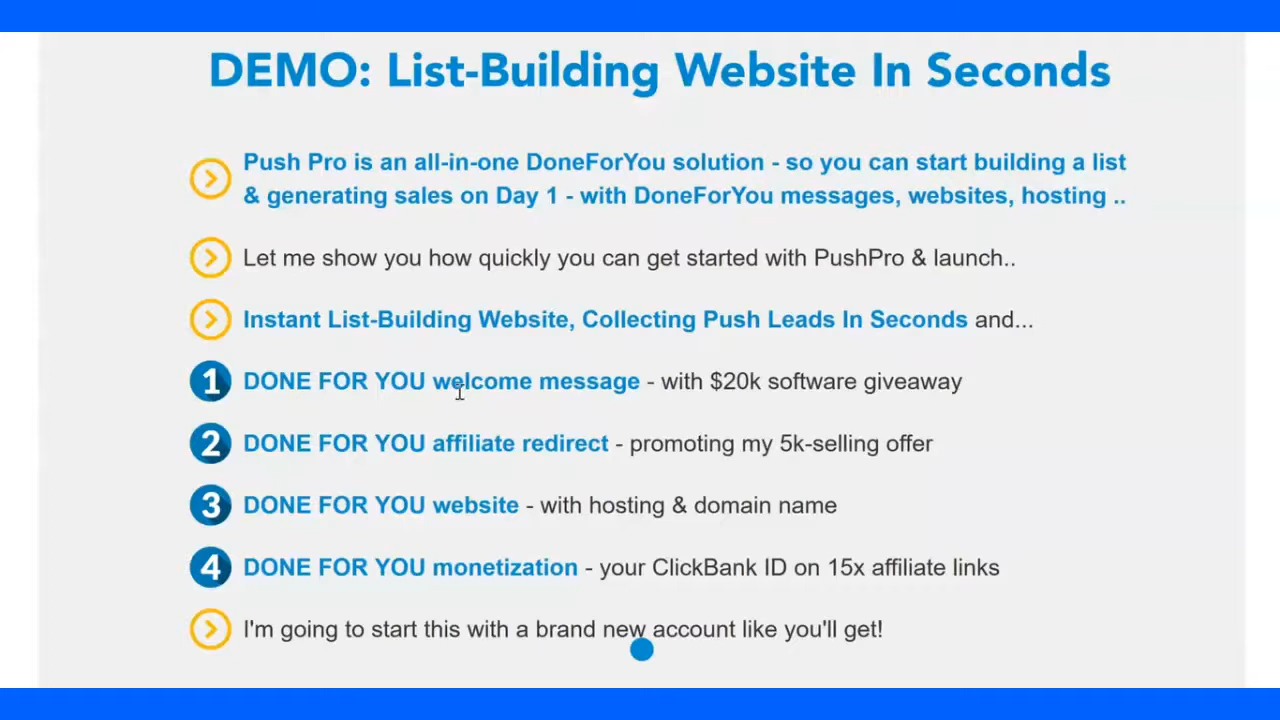 DEMO: List-Building Website In Seconds
Push Pro is an all-in-one DoneForYou solution - so you can start building a list
& generating sales on Day 1 - with DoneForYou messages, websites, hosting ..
Let me show you how quickly you can get started with PushPro & launch..
Instant List-Building Website, Collecting Push Leads In Seconds and...
1 DONE FOR YOU welcome message - with $20k software giveaway
2 DONE FOR YOU affiliate redirect - promoting my 5k-selling offer
3 DONE FOR YOU website - with hosting & domain name
4 DONE FOR YOU monetization - your ClickBank ID on 15x affiliate links
I'm going to start this with a brand new account like you'll get!